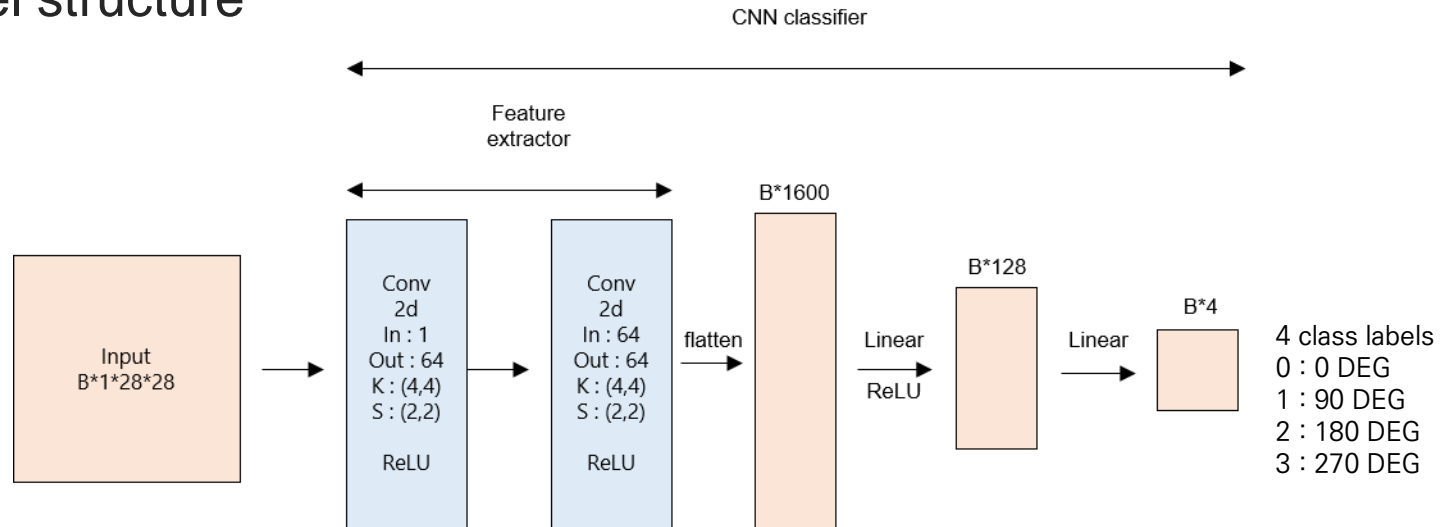 structure
CNN classifier
Feature
extractor
Input
B*1*28*28
Conv
2d
In : 1
Out : 64
K : (4,4)
S : (2,2)
ReLU
Conv
2d
In : 64
Out : 64
K : (4,4)
S : (2,2)
ReLU
flatten
B*1600
Linear
ReLU
B*128
Linear
B*4
4 class labels
0 : 0 DEG
1 : 90 DEG
2 : 180 DEG
3 : 270 DEG